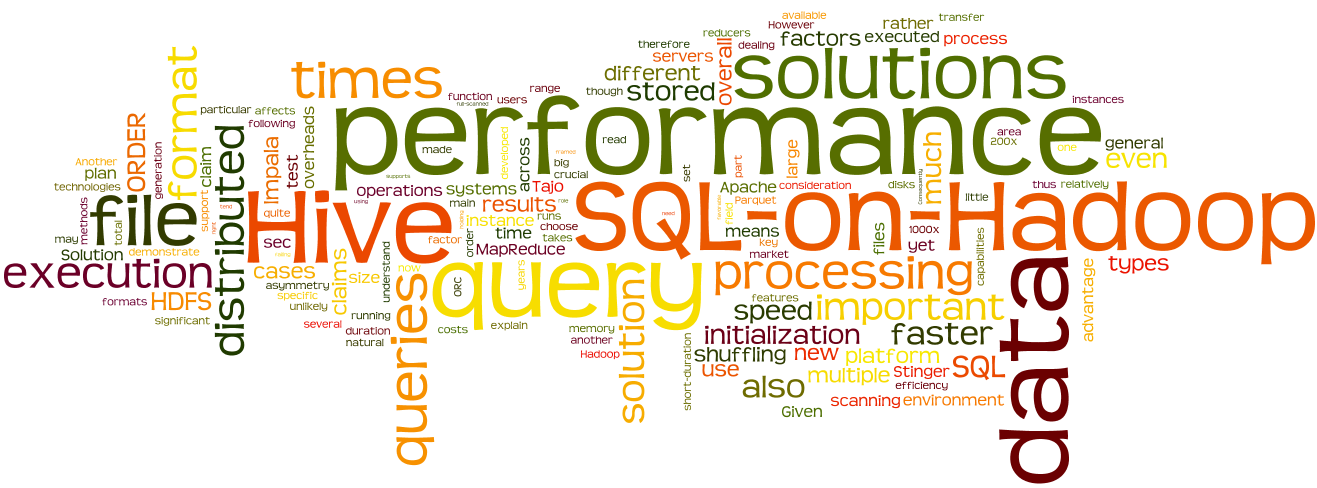 available
However
rather
transfer
reducers
factors
executed
process
therefore
dealing
servers
overall
solutions
different
times
format
though
stored
instances
function
users
range
full-scanned
particular
affects
following
overheads
performance
ORDER
distributed
claim
Impala
test
made
developed
across
read
big
crucial
set
part
large
much
area
200x
one
general
even
Another
plan
technologies
generation
supports
operations
systems
Tajo
Apache
consideration
disks
little
thus
relatively
methods
total
support
quite
using
main
instance
order
runs
role
choose
Parquet
field
Consequently
file
Hive
SQL-on-Hadoop
may
Solution
demonstrate
sec
factor
results
time
takes
MapReduce
means
key
market
files
yet
1000x
capabilities
types
execution
cases
claims
size
now
understand
query
years
processing
data
advantage
formats
HDFS
asymmetry
specific
unlikely
queries
ORC
solution
features
speed
important
significant
several
running
duration
natural
costs
explain
memory
another
Hadoop
short-duration
initialization
faster
shuffling
new
platform
use
multiple
Stinger
SQL
also
efficiency
scanning
environment
Given
need